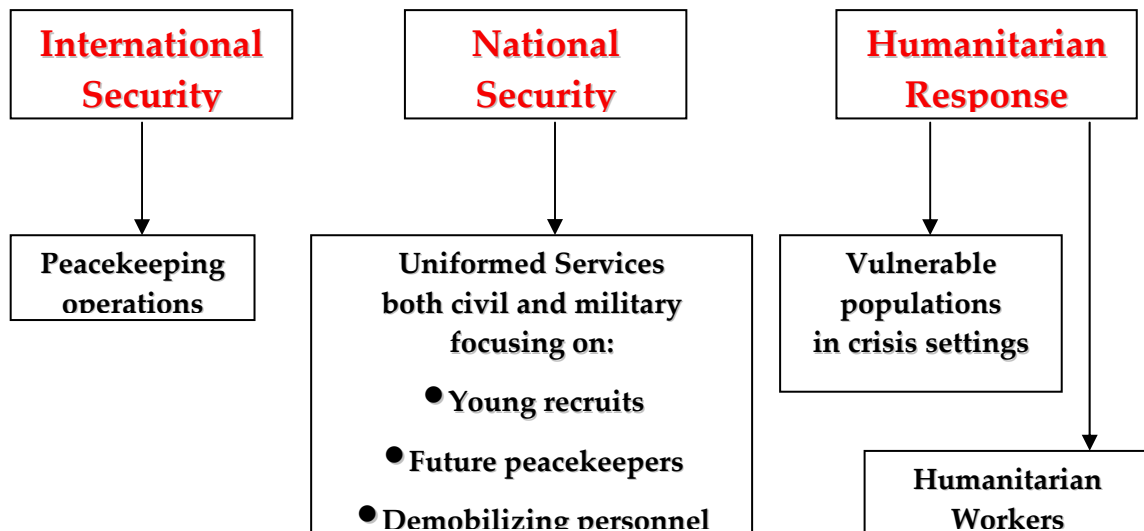 International
Security
National
Security
Humanitarian
Response
Peacekeeping
operations
Uniformed Services
both civil and military
focusing on:
●Young recruits
●Future peacekeepers
●Demobilizing personnel
Vulnerable
populations
in crisis settings
Humanitarian
Workers